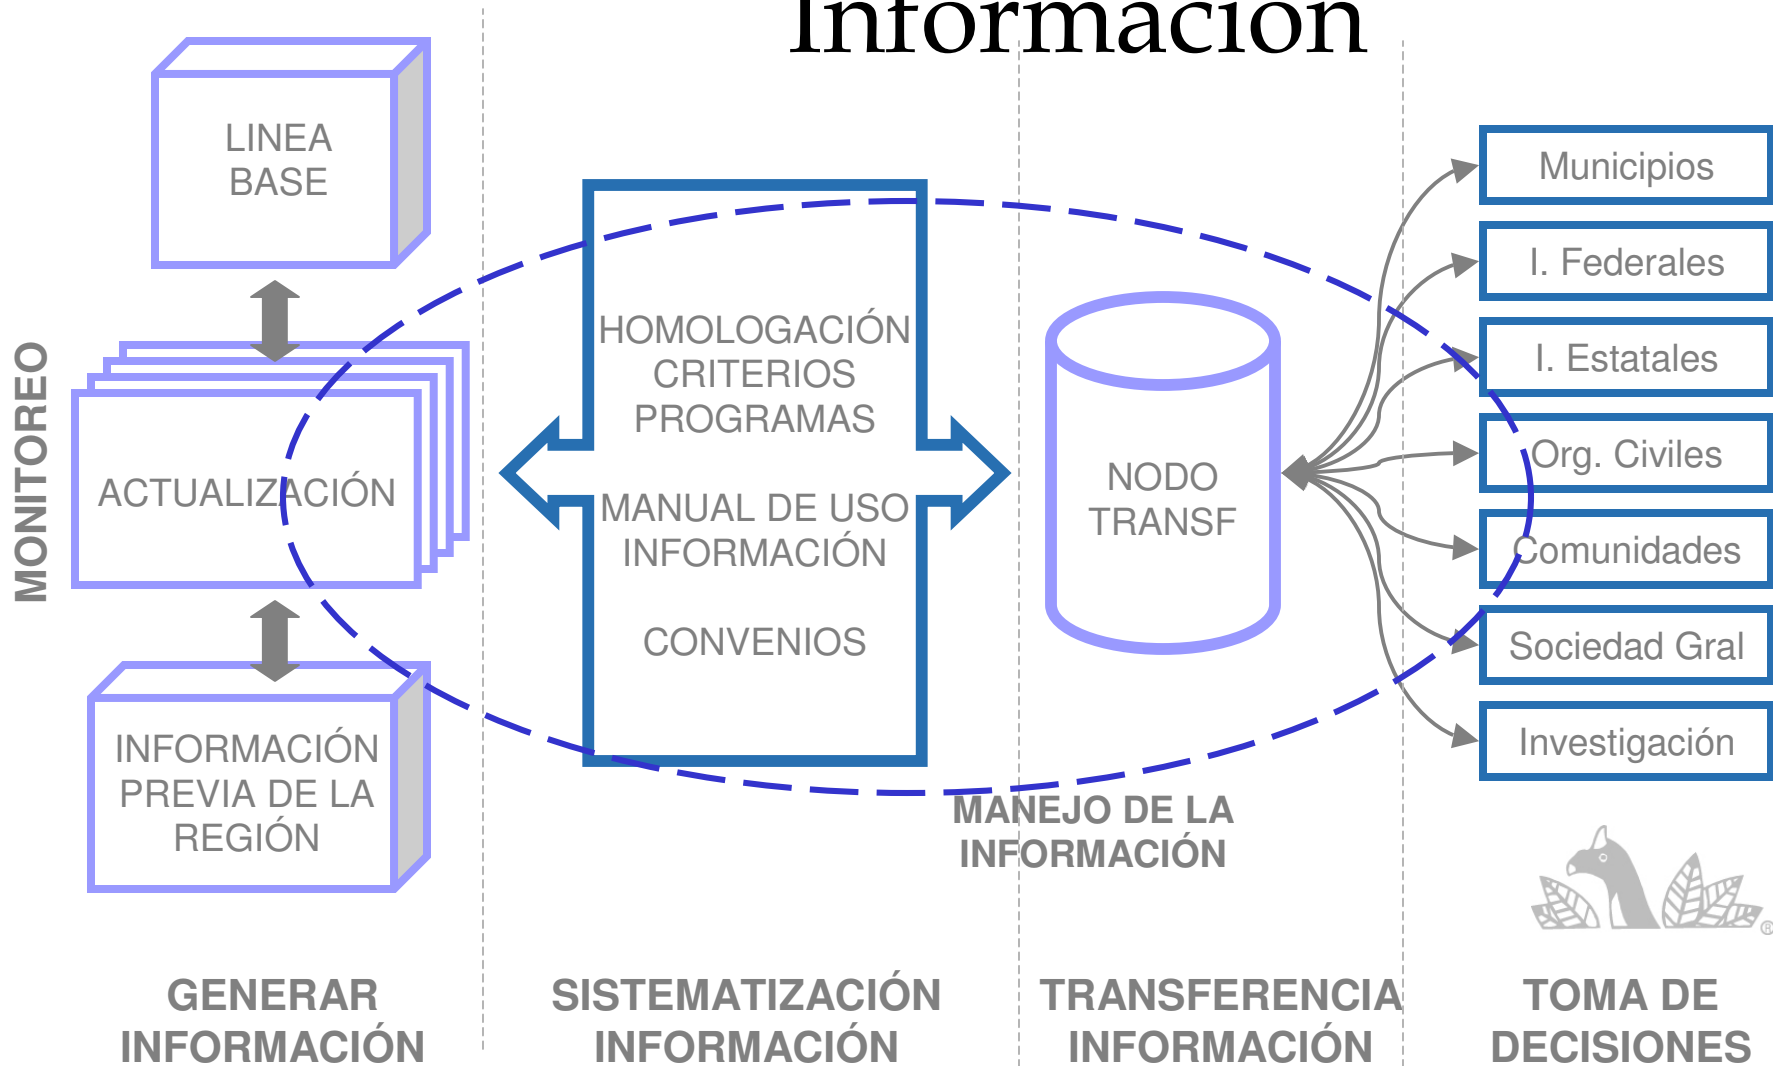 Información
LINEA
BASE
MONITOREO
ACTUALIZACIÓN
INFORMACIÓN
PREVIA DE LA
REGIÓN
HOMOLOGACIÓN
CRITERIOS
PROGRAMAS
MANUAL DE USO
INFORMACIÓN
CONVENIOS
NODO
TRANSF
Municipios
I. Federales
I. Estatales
Org. Civiles
Comunidades
Sociedad Gral
Investigación
MANEJO DE LA
INFORMACIÓN
®
GENERAR
INFORMACIÓN
SISTEMATIZACIÓN
INFORMACIÓN
TRANSFERENCIA
INFORMACIÓN
TOMA DE
DECISIONES